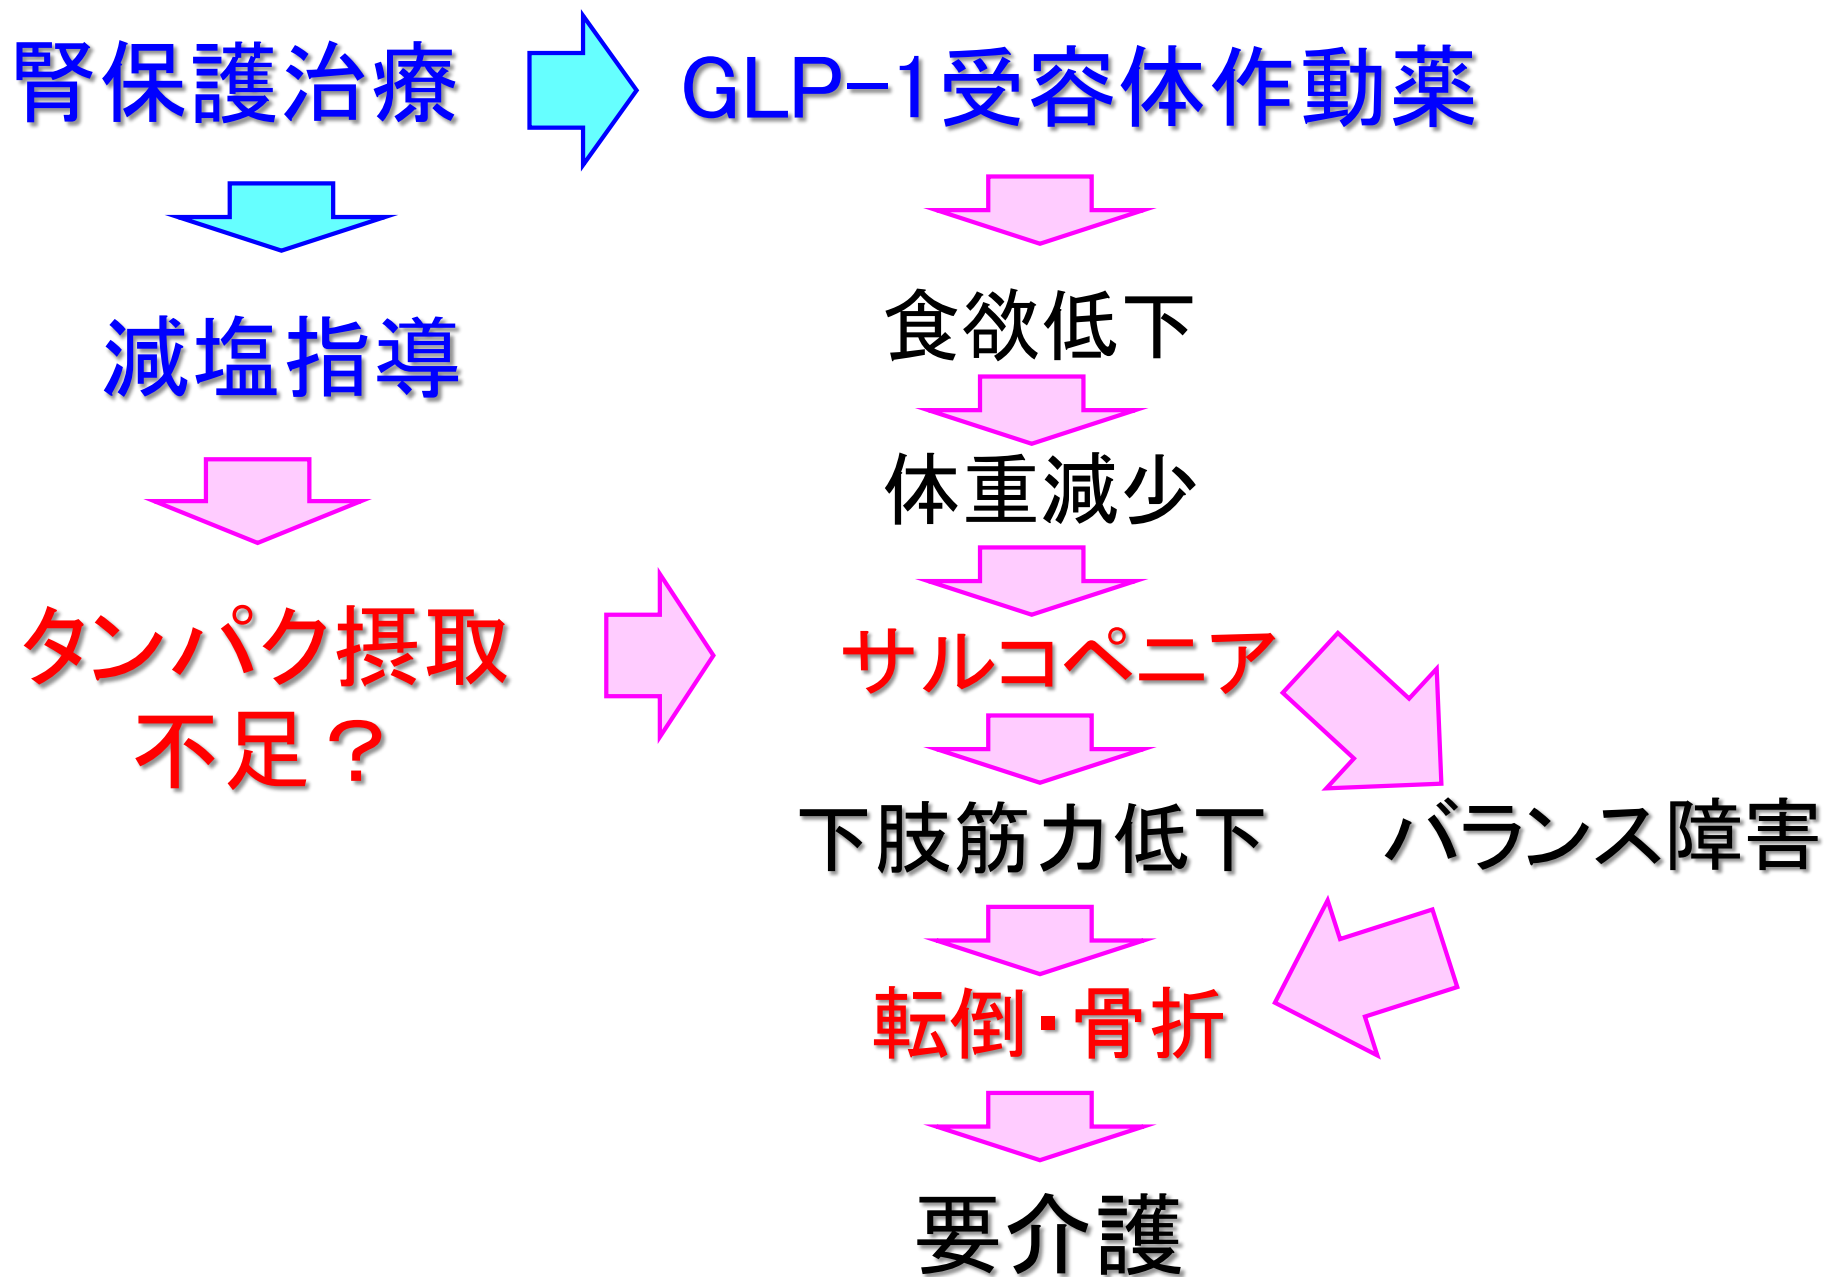 腎保護治療
GLP-1受容体作動薬
減塩指導
食欲低下
体重減少
タンパク摂取
不足？
サルコペニア
下肢筋力低下
バランス障害
転倒・骨折
要介護